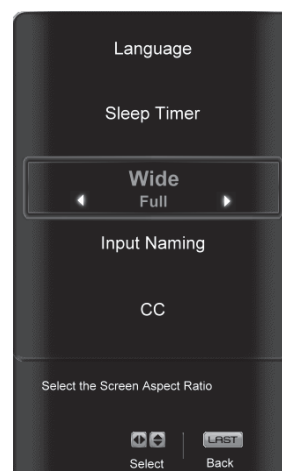 Language
Sleep Timer
Wide
Full
Input Naming
CC
Select the Screen Aspect Ratio
LAST
Select Back